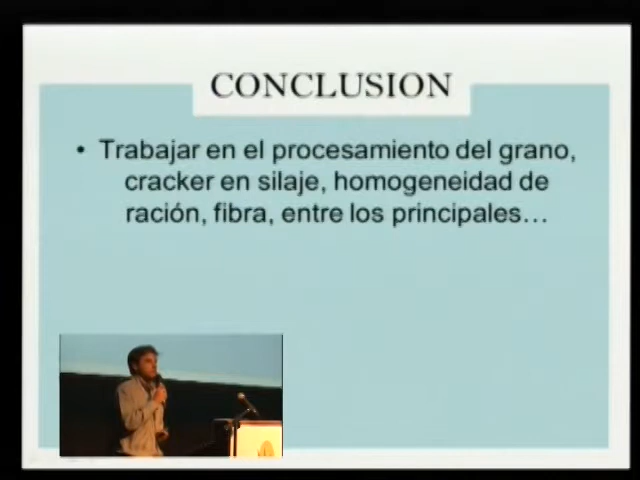 CONCLUSION
• Trabajar en el procesamiento del grano,
cracker en silaje, homogeneidad de
ración, fibra, entre los principales…